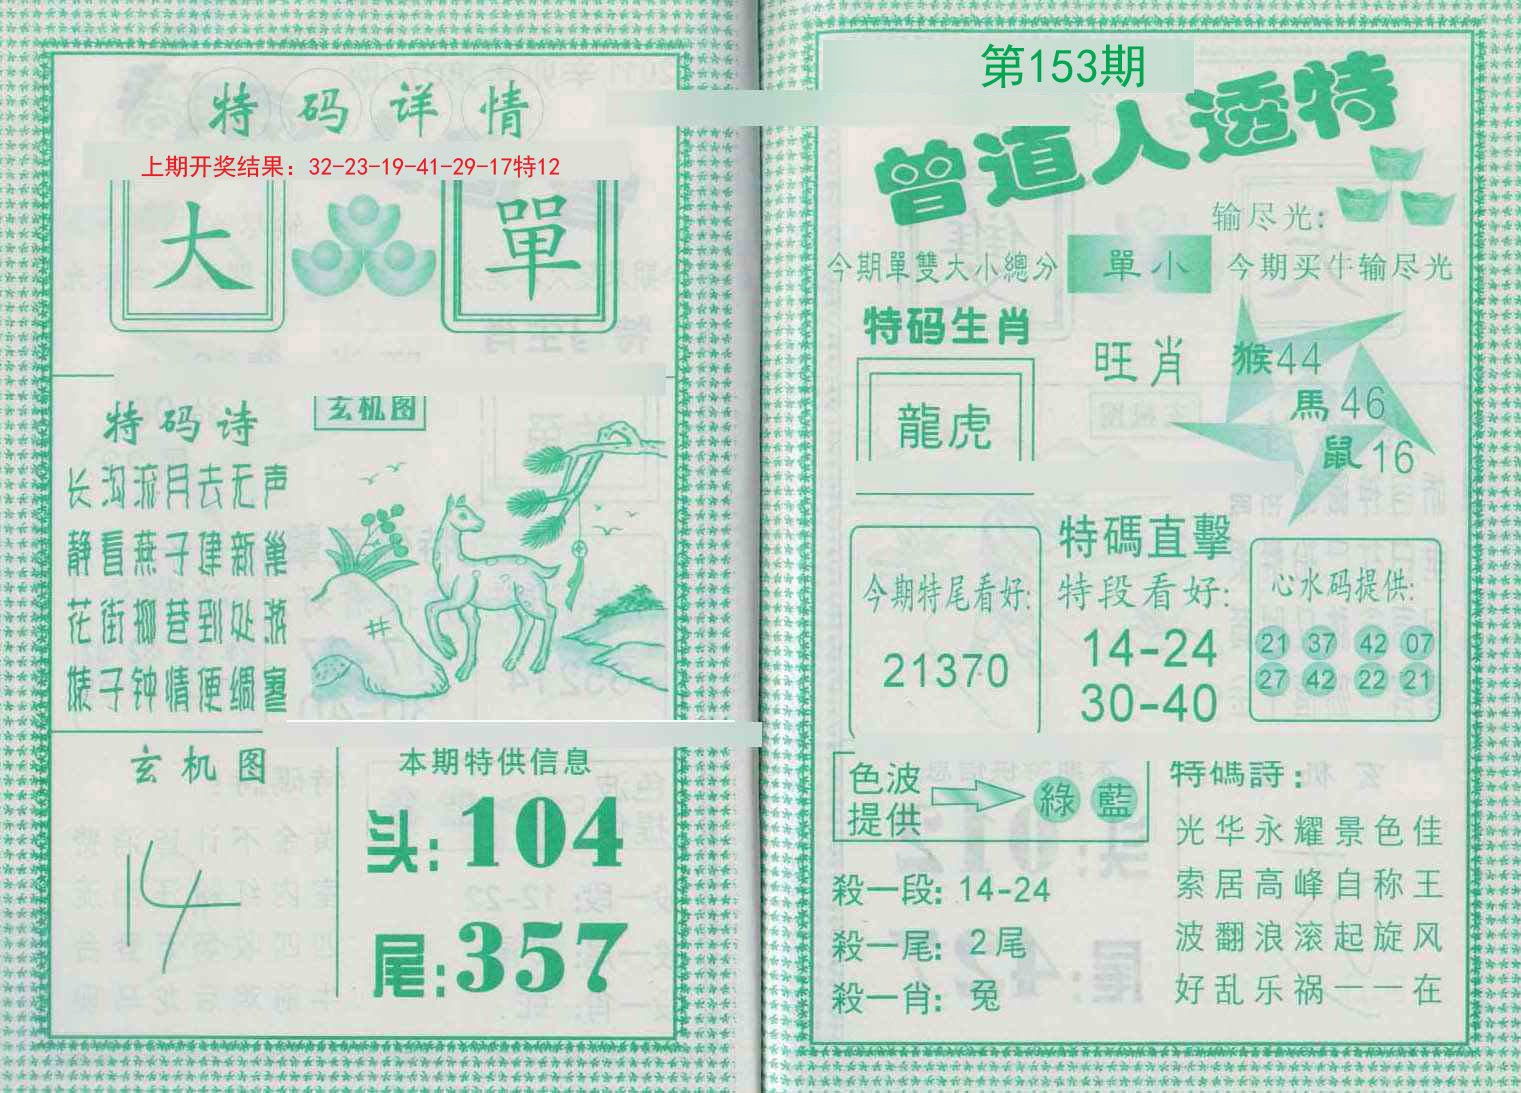 特码详情
上期开奖结果：32-23-19-41-29-17特12
大 單
特码诗
长沟流月去无声
静看燕子建新巢
花街柳巷到处游
婊子钟情便绸寋
玄机图
井
玄机图
14
本期特供信息
头:104
尾:357
第153期
曾道人透特
输尽光:
今期單雙大小總分 單小 今期买牛输尽光
特码生肖
龍虎
旺肖
猴44
馬46
鼠16
特碼直擊
今期特尾看好:
21370
特段看好:
14-24
30-40
心水码提供:
21 37 42 07
27 42 22 21
色波
提供
綠 藍
殺一段: 14-24
殺一尾: 2尾
殺一肖: 兔
特碼詩:
光华永耀景色佳
索居高峰自称王
波翻浪滚起旋风
好乱乐祸一一在